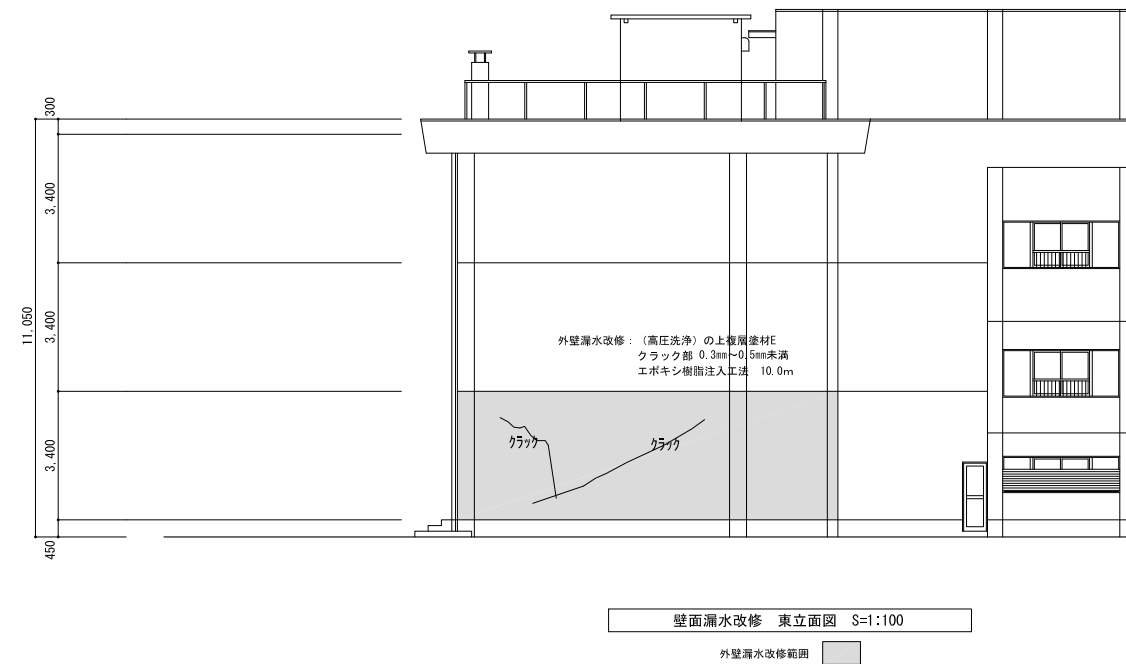 300
3,400
3,400
11,050
3,400
450
外壁漏水改修：（高圧洗浄）の上複層塗材E
クラック部 0.3mm～0.5mm未満
エポキシ樹脂注入工法 10.0m
クラック
クラック
壁面漏水改修 東立面図 S=1:100
外壁漏水改修範囲